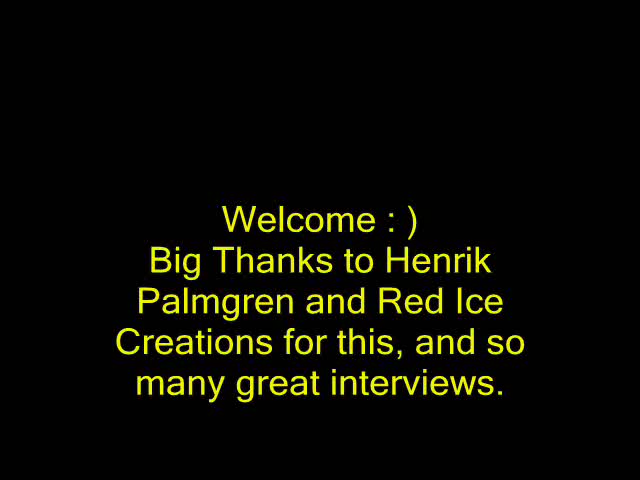 Welcome : )
Big Thanks to Henrik
Palmgren and Red Ice
Creations for this, and so
many great interviews.